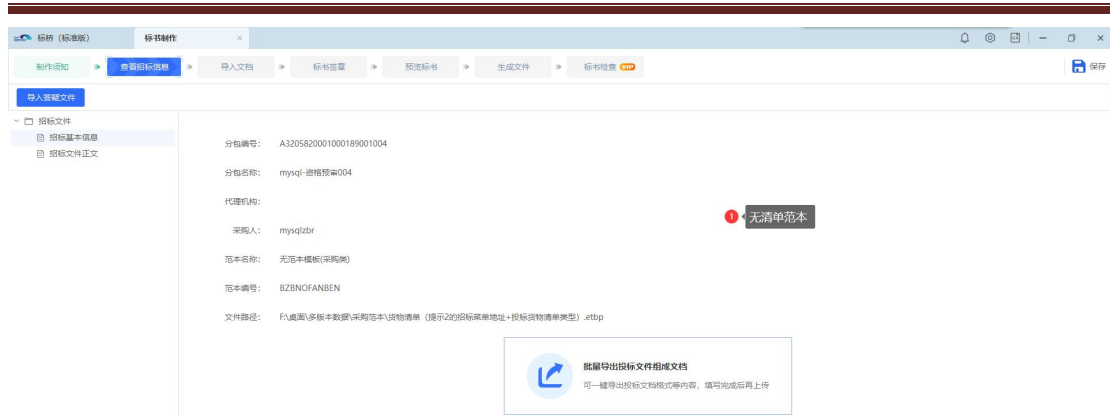 标桥（标准版）
标书制作
制作须知
查看招标信息
导入文档
标书签章
预览标书
生成文件
标书检查 VIP
保存
导入答疑文件
招标文件
招标基本信息
招标文件正文
分包编号： A3205820001000189001004
分包名称： mysql-资格预审004
代理机构：
1 无清单范本
采购人： mysqlzbr
范本名称： 无范本模板(采购类)
范本编号： BZBNOFANBEN
文件路径： F:\桌面\多版本数据\采购范本\货物清单（提示2的招标菜单地址+投标货物清单类型）.etbp
批量导出投标文件组成文档
可一键导出投标文档格式等内容，填写完成后再上传